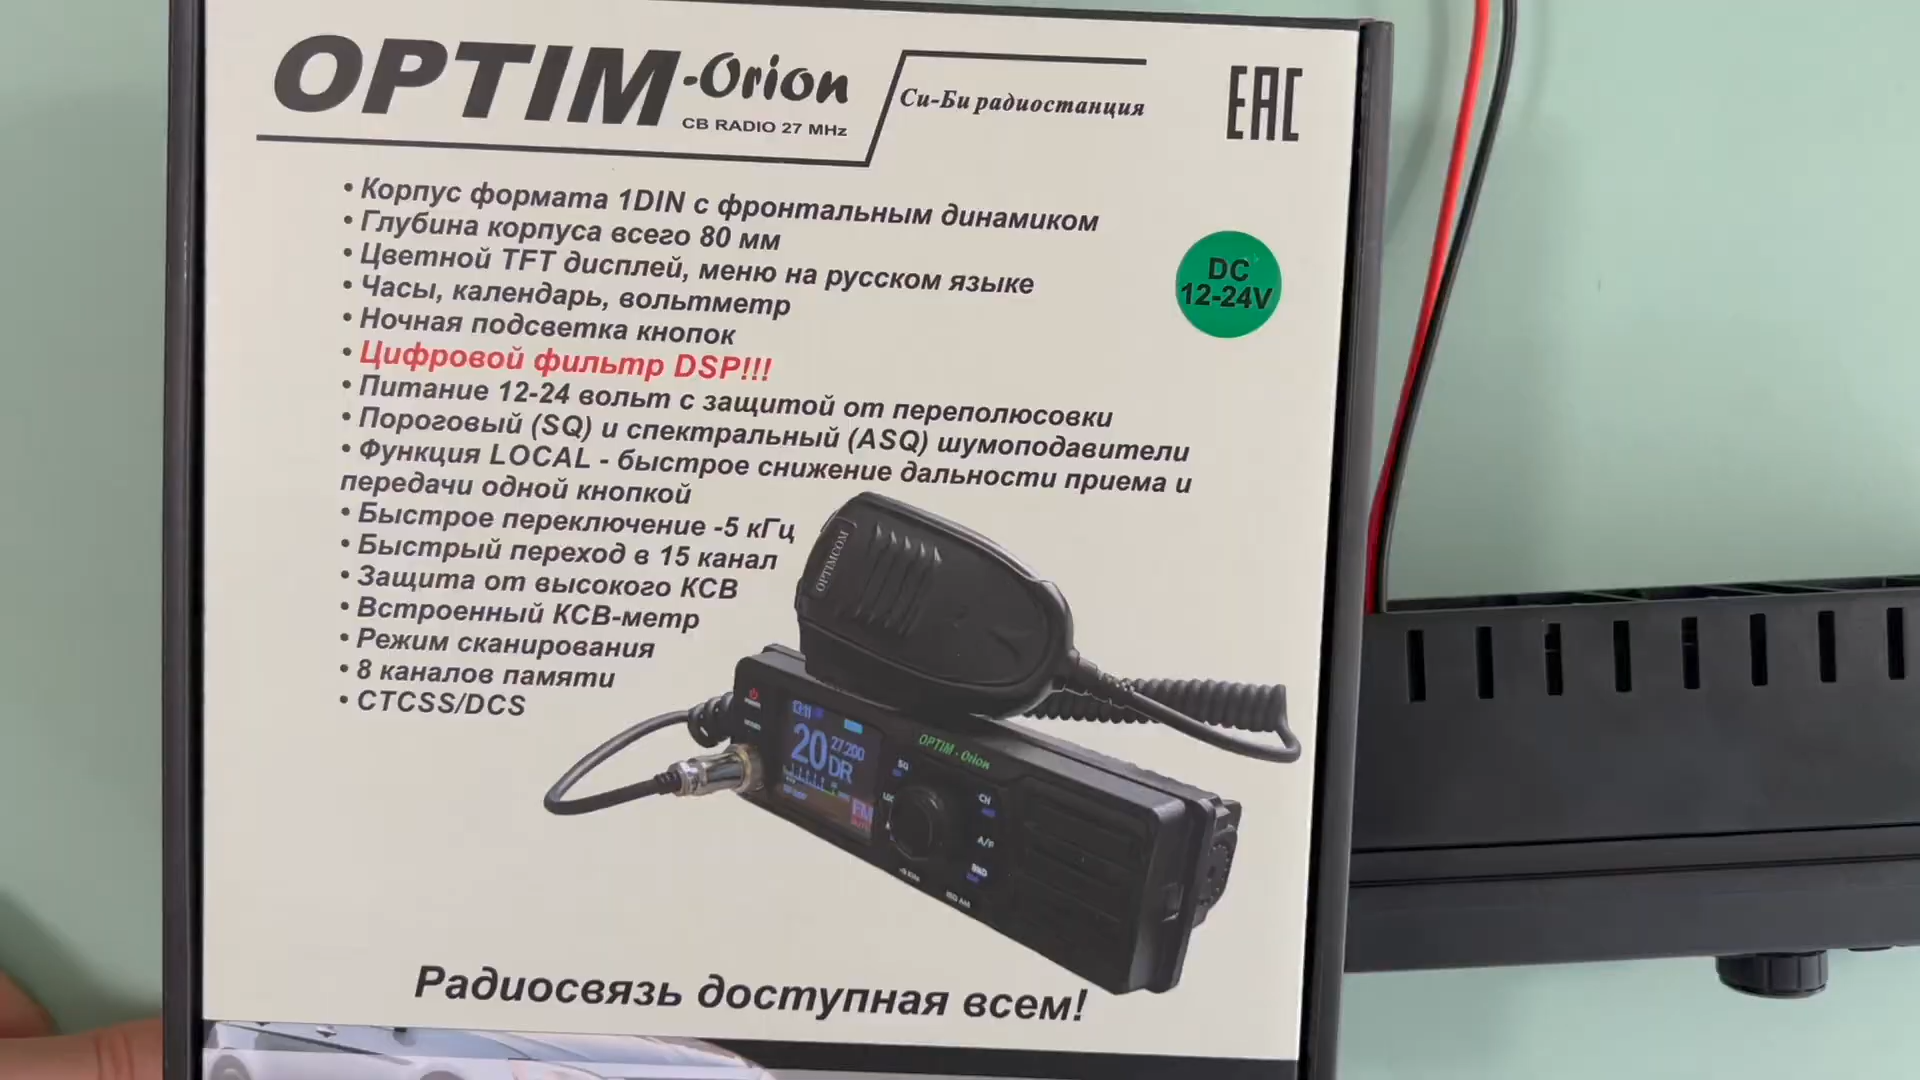 OPTIM-Orion
CB RADIO 27 MHz
Си-Би радиостанция
EAC
• Корпус формата 1DIN с фронтальным динамиком
• Глубина корпуса всего 80 мм
• Цветной TFT дисплей, меню на русском языке
• Часы, календарь, вольтметр
• Ночная подсветка кнопок
• Цифровой фильтр DSP!!!
• Питание 12-24 вольт с защитой от переполюсовки
• Пороговый (SQ) и спектральный (ASQ) шумоподавители
• Функция LOCAL - быстрое снижение дальности приема и
передачи одной кнопкой
• Быстрое переключение -5 кГц
• Быстрый переход в 15 канал
• Защита от высокого КСВ
• Встроенный КСВ-метр
• Режим сканирования
• 8 каналов памяти
• CTCSS/DCS
DC
12-24V
OPTIMCOM
13:11
20
27.200
DR
FM
OPTIM - Orion
SQ
CH
A/F
Радиосвязь доступная всем!